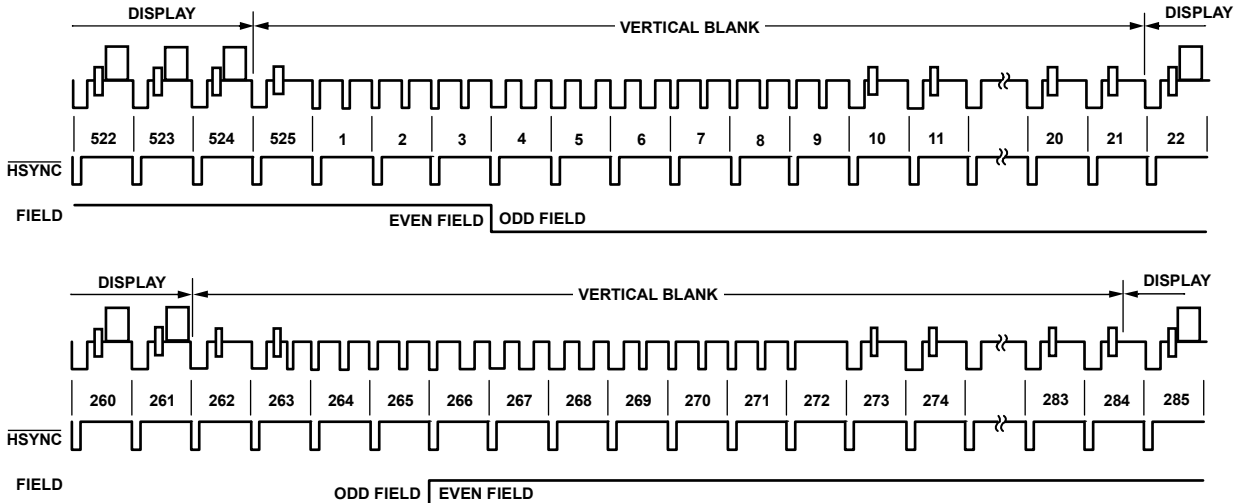 DISPLAY VERTICAL BLANK DISPLAY
522 523 524 525 1 2 3 4 5 6 7 8 9 10 11 20 21 22
HSYNC
FIELD EVEN FIELD ODD FIELD
DISPLAY VERTICAL BLANK DISPLAY
260 261 262 263 264 265 266 267 268 269 270 271 272 273 274 283 284 285
HSYNC
FIELD ODD FIELD EVEN FIELD